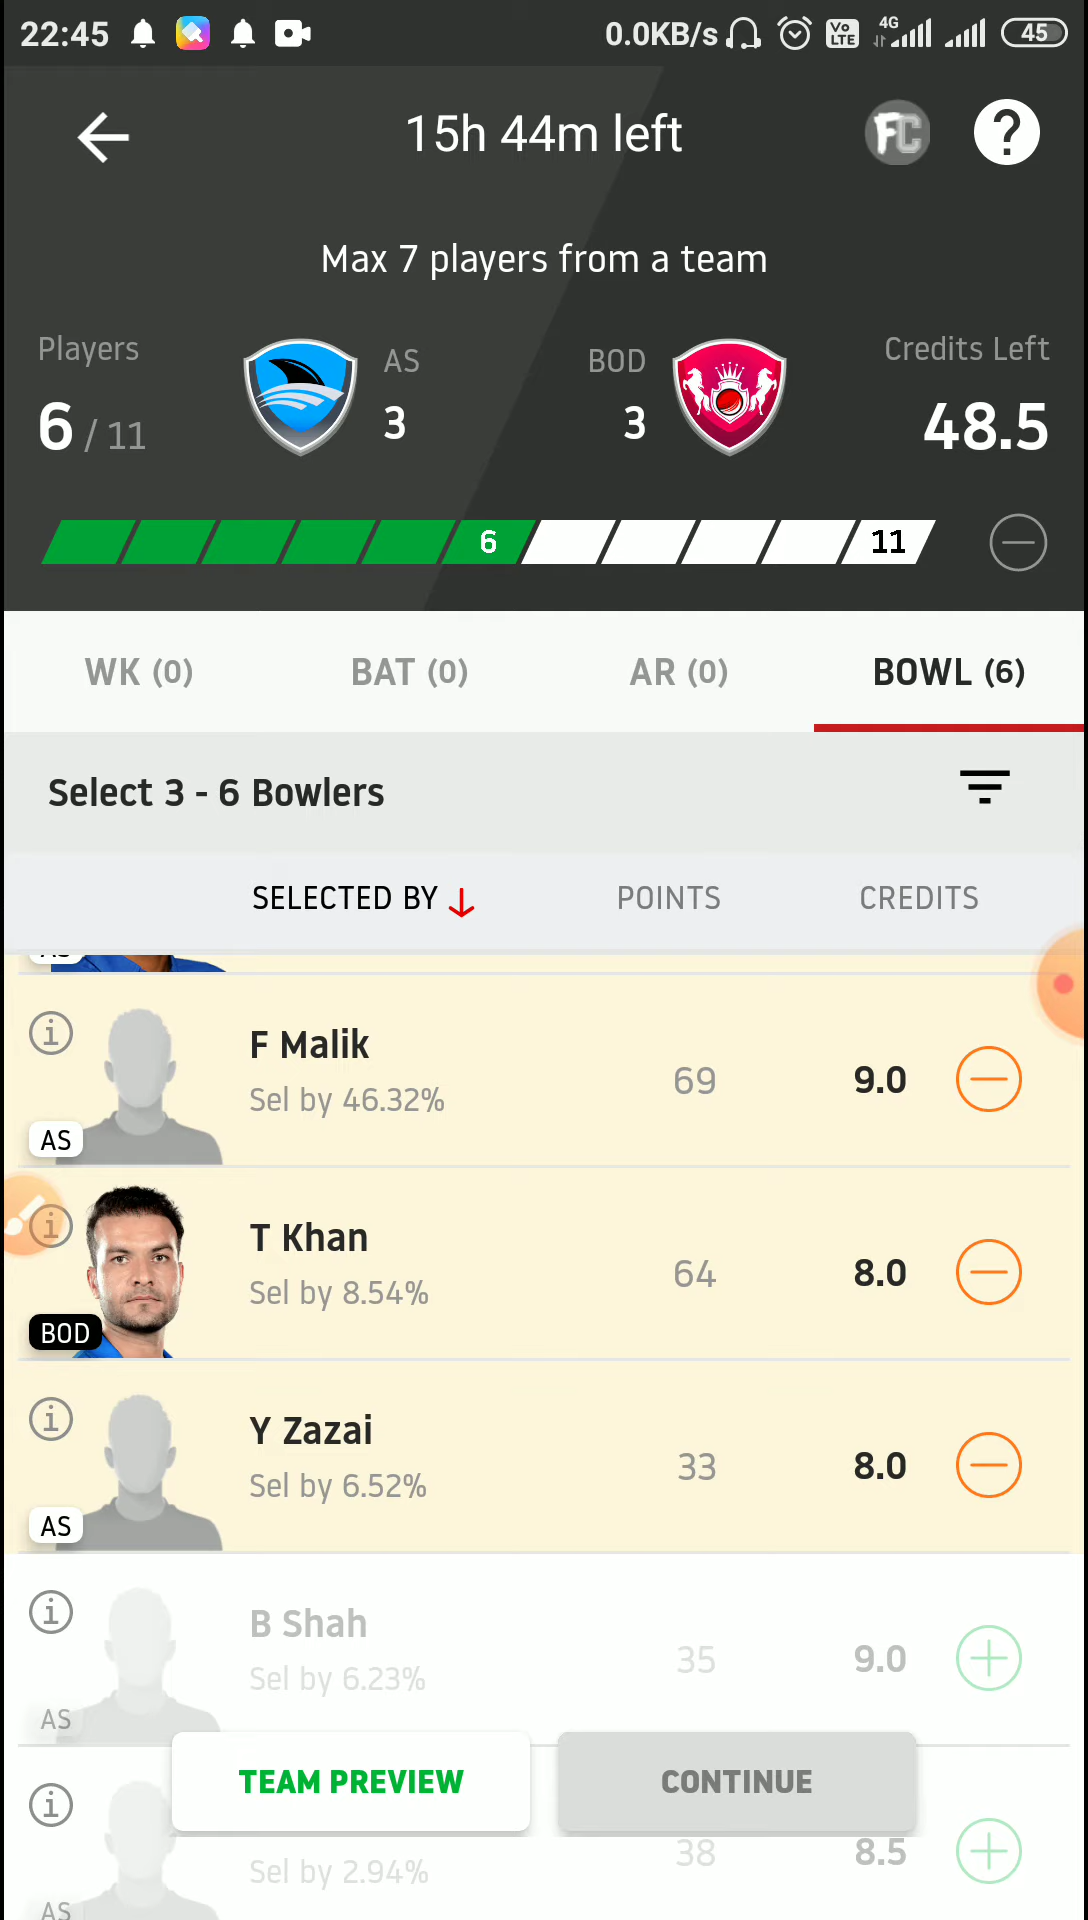 22:45 0.0KB/s Vo LTE 4G 45
15h 44m left FC ?
Max 7 players from a team
Players AS BOD Credits Left
6 / 11 3 3 48.5
6 11
WK (0) BAT (0) AR (0) BOWL (6)
Select 3 - 6 Bowlers
SELECTED BY POINTS CREDITS
AS
F Malik
Sel by 46.32% 69 9.0
AS
T Khan
Sel by 8.54% 64 8.0
BOD
Y Zazai
Sel by 6.52% 33 8.0
AS
B Shah
Sel by 6.23% 35 9.0
AS
TEAM PREVIEW CONTINUE
Sel by 2.94% 38 8.5
AS